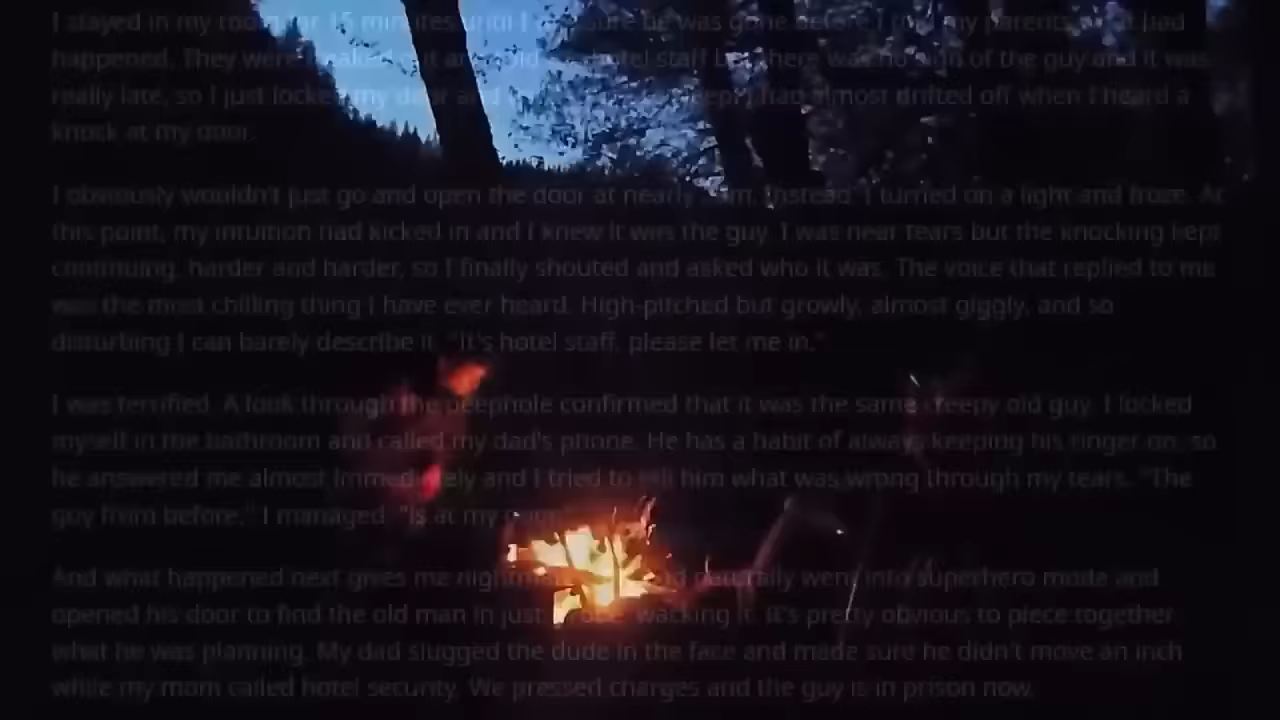 I stayed in my room for 15 minutes until I was sure he was gone before I told my parents what had
happened. They were freaked out and told the hotel staff but there was no sign of the guy and it was
really late, so I just locked my door and sleep. I had almost drifted off when I heard a
knock at my door.
I obviously wouldn't just go and open the door at nearly am. Instead, I turned on a light and froze. At
this point, my intuition had kicked in and I knew it was the guy. I was near tears but the knocking kept
continuing, harder and harder, so I finally shouted and asked who it was. The voice that replied to me
was the most chilling thing I have ever heard. High-pitched but growly, almost giggly, and so
disturbing I can barely describe it. "It's hotel staff, please let me in."
I was terrified. A look through the peephole confirmed that it was the same creepy old guy. I locked
myself in the bathroom and called my dad's phone. He has a habit of always keeping his ringer on, so
he answered me almost immediately and I tried to tell him what was wrong through my tears. "The
guy from before," I managed. "Is at my
And what happened next gives me nightmares. dad naturally went into superhero mode and
opened his door to find the old man in just wacking it. It's pretty obvious to piece together
what he was planning. My dad slugged the dude in the face and made sure he didn't move an inch
while my mom called hotel security. We pressed charges and the guy is in prison now.